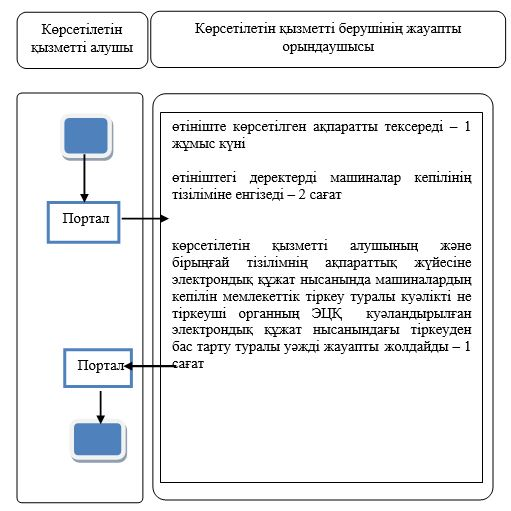 Көрсетілетін
қызметті алушы
Көрсетілетін қызметті берушінің жауапты
орындаушысы
өтініште көрсетілген ақпаратты тексереді – 1
жұмыс күні
өтініштегі деректерді машиналар кепілінің
тізіліміне енгізеді – 2 сағат
Портал
көрсетілетін қызметті алушының және
бірыңғай тізілімнің ақпараттық жүйесіне
электрондық құжат нысанында машиналардың
кепілін мемлекеттік тіркеу туралы куәлікті не
тіркеуші органның ЭЦҚ куәландырылған
электрондық құжат нысанындағы тіркеуден
бас тарту туралы уәжді жауапты жолдайды – 1
сағат
Портал